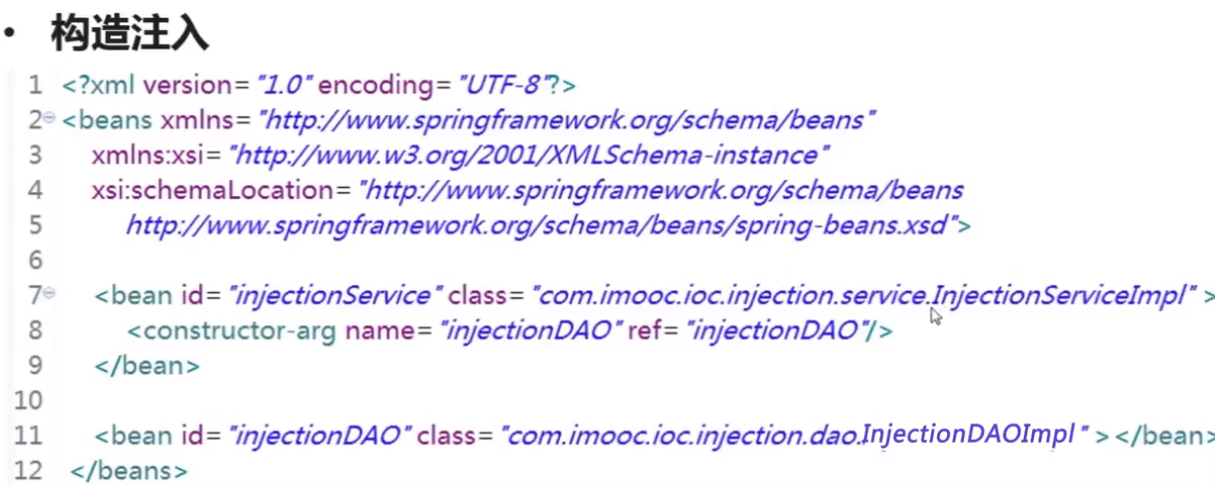 • 构造注入
1 <?xml version="1.0" encoding="UTF-8"?>
2 <beans xmlns="http://www.springframework.org/schema/beans"
3 xmlns:xsi="http://www.w3.org/2001/XMLSchema-instance"
4 xsi:schemaLocation="http://www.springframework.org/schema/beans
5 http://www.springframework.org/schema/beans/spring-beans.xsd">
6
7 <bean id="injectionService" class="com.imooc.ioc.injection.service.InjectionServiceImpl" >
8 <constructor-arg name="injectionDAO" ref="injectionDAO"/>
9 </bean>
10
11 <bean id="injectionDAO" class="com.imooc.ioc.injection.dao.InjectionDAOImpl" ></bean>
12 </beans>